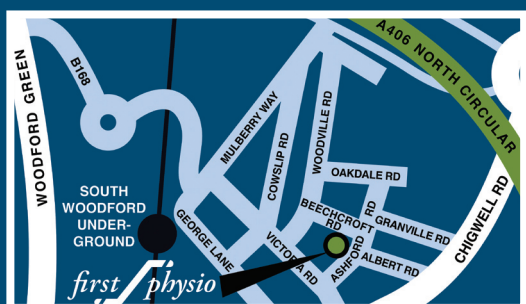 A406 NORTH CIRCULAR
B168
WOODFORD GREEN
MULBERRY WAY
COWSLIP RD
WOODVILLE RD
OAKDALE RD
SOUTH
WOODFORD
UNDER-
GROUND
GEORGE LANE
VICTORIA RD
BEECHCROFT
RD
ASHFORD RD
GRANVILLE RD
ALBERT RD
CHIGWELL RD
first physio